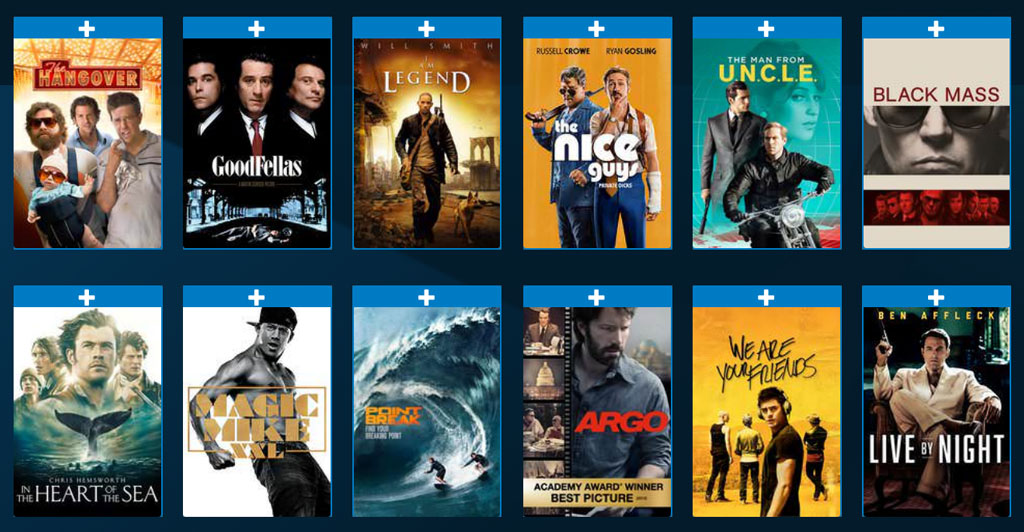 The
HANGOVER
GOODFELLAS
WILL SMITH
I AM
LEGEND
RUSSELL CROWE RYAN GOSLING
the
nice
guys
PRIVATE DICKS
THE MAN FROM
U.N.C.L.E.
BLACK MASS
CHRIS HEMSWORTH
IN THE HEART OF THE SEA
MAGIC
MIKE
XXL
POINT
BREAK
FIND YOUR
BREAKING POINT
ARGO
ACADEMY AWARD WINNER
BEST PICTURE
WE ARE
YOUR FRIENDS
BEN AFFLECK
LIVE BY NIGHT